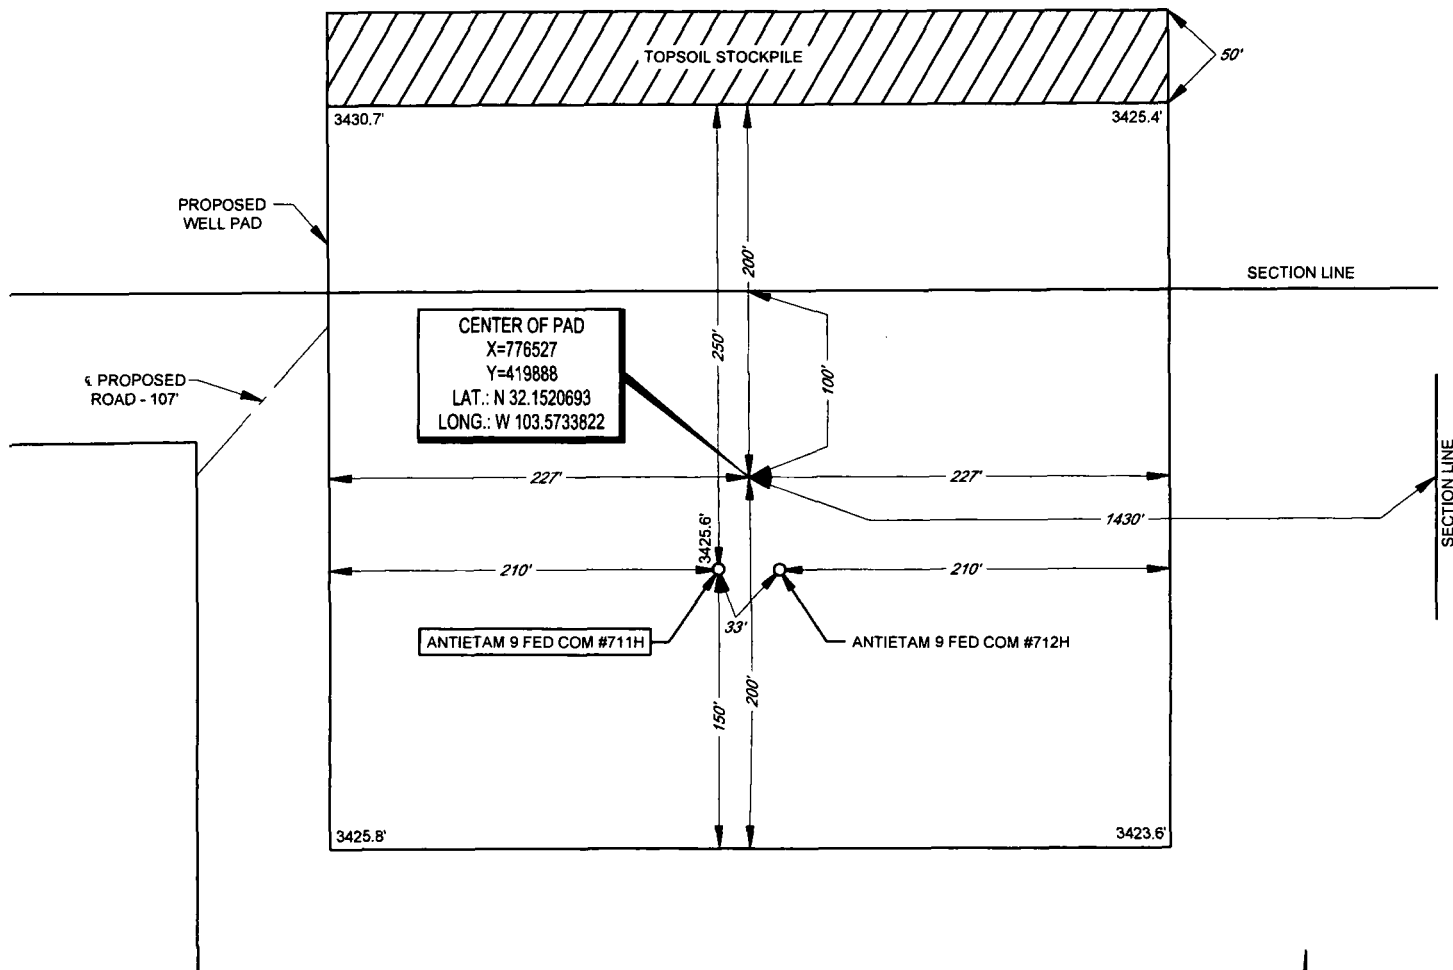 TOPSOIL STOCKPILE
50'
3430.7'
3425.4'
PROPOSED
WELL PAD
200'
SECTION LINE
CENTER OF PAD
X=776527
Y=419888
LAT.: N 32.1520693
LONG.: W 103.5733822
250'
100'
℄ PROPOSED
ROAD - 107'
227'
227'
1430'
SECTION LINE
3425.6'
210'
210'
33'
ANTIETAM 9 FED COM #711H
ANTIETAM 9 FED COM #712H
150'
200'
3425.8'
3423.6'